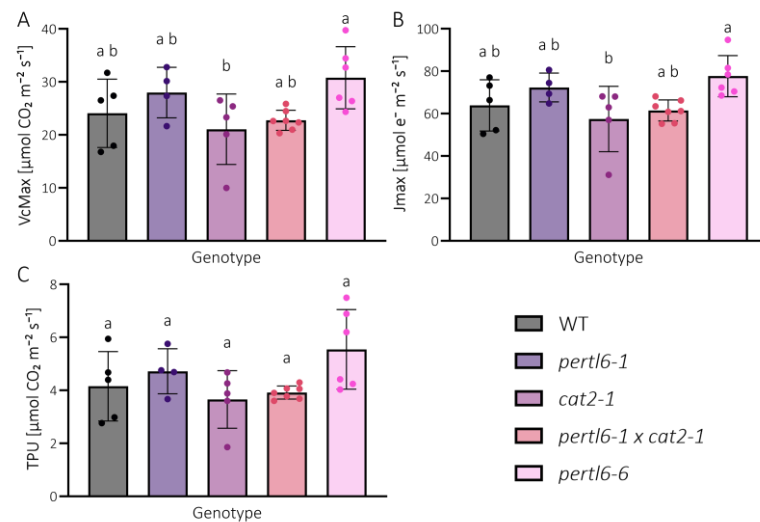 A
VcMax [µmol CO₂ m⁻² s⁻¹]
40
30
20
10
0
a b
a b
b
ab
a
Genotype
B
Jmax [µmol e⁻ m⁻² s⁻¹]
100
80
60
40
20
0
a b
a b
b
a b
a
Genotype
C
TPU [µmol CO₂ m⁻² s⁻¹]
8
6
4
2
0
a
a
a
a
a
Genotype
WT
pertl6-1
cat2-1
pertl6-1 x cat2-1
pertl6-6